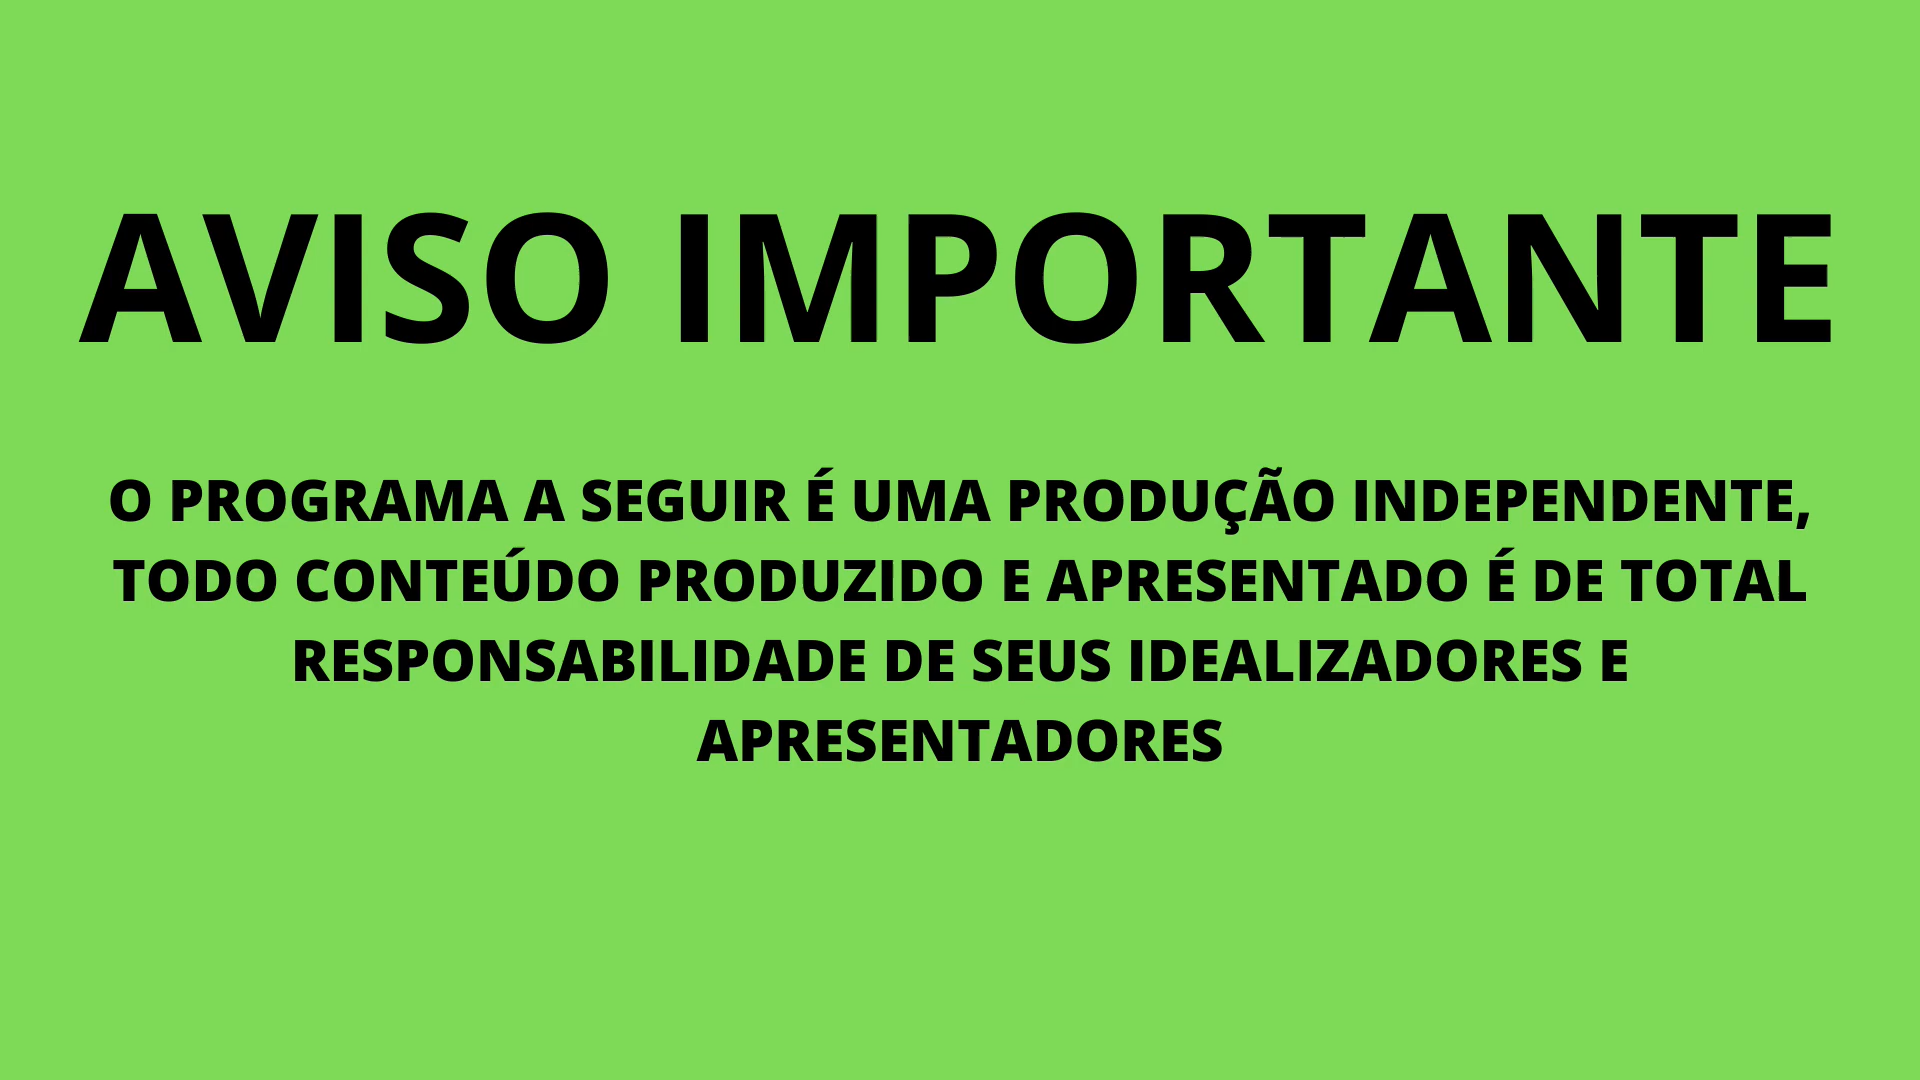 AVISO IMPORTANTE
O PROGRAMA A SEGUIR É UMA PRODUÇÃO INDEPENDENTE,
TODO CONTEÚDO PRODUZIDO E APRESENTADO É DE TOTAL
RESPONSABILIDADE DE SEUS IDEALIZADORES E
APRESENTADORES